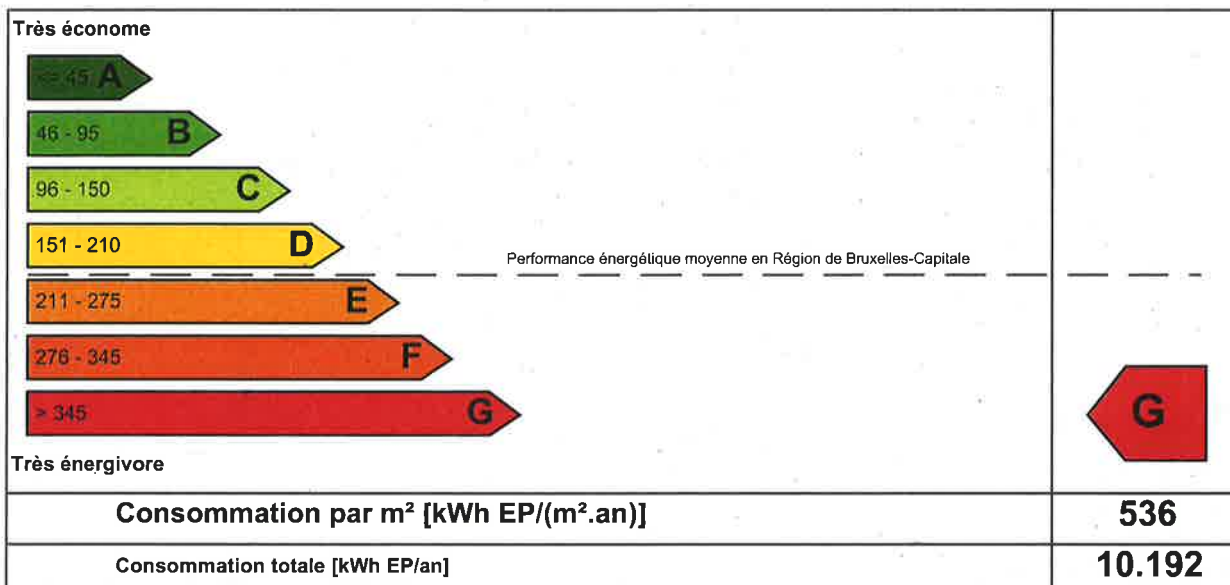 Très économe
<= 45 A
46 - 95 B
96 - 150 C
151 - 210 D
Performance énergétique moyenne en Région de Bruxelles-Capitale
211 - 275 E
276 - 345 F
> 345 G
G
Très énergivore
Consommation par m² [kWh EP/(m².an)] 536
Consommation totale [kWh EP/an] 10.192